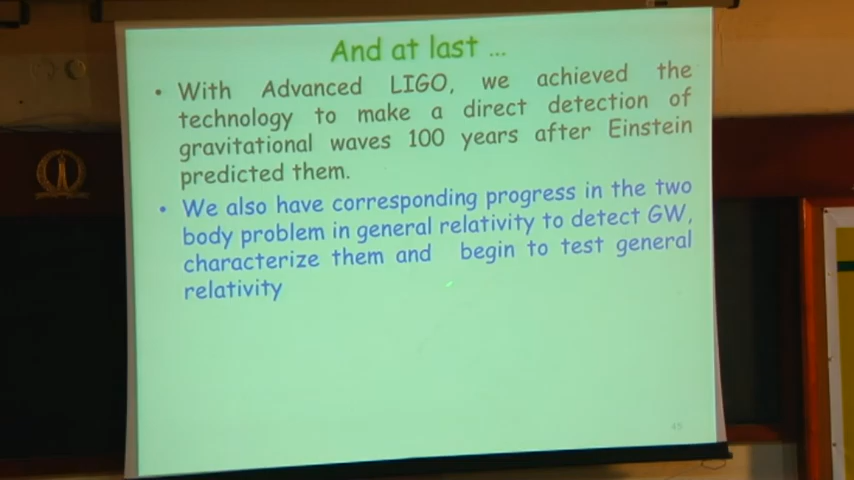 And at last ...
• With Advanced LIGO, we achieved the
technology to make a direct detection of
gravitational waves 100 years after Einstein
predicted them.
• We also have corresponding progress in the two
body problem in general relativity to detect GW,
characterize them and begin to test general
relativity
45